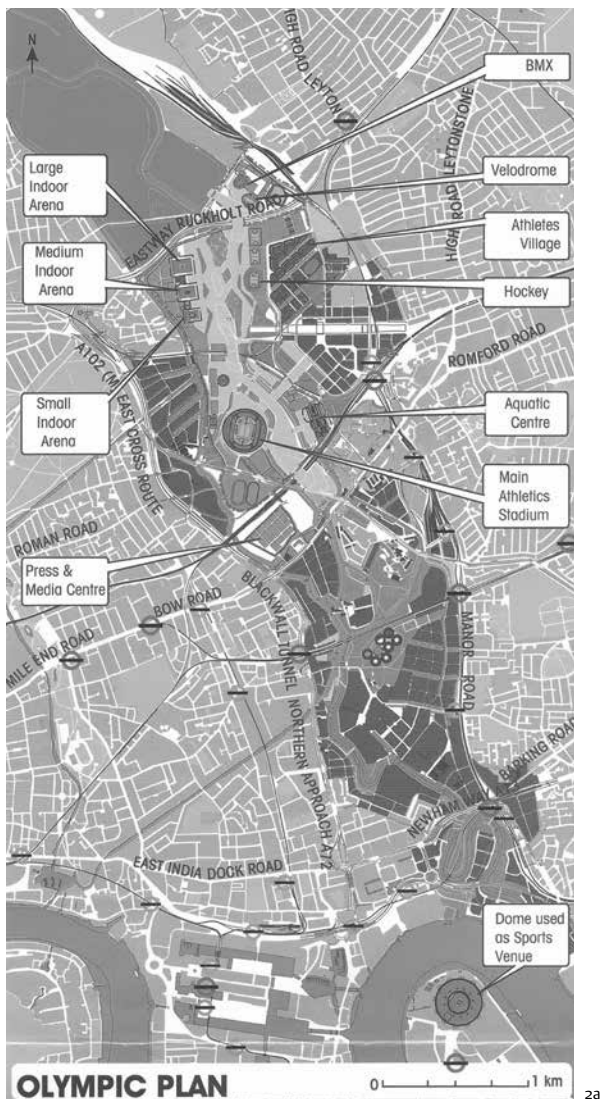 N
HIGH ROAD LEYTON
BMX
HIGH ROAD LEYTONSTONE
Large
Indoor
Arena
Velodrome
EASTWAY RUCKHOLT ROAD
Athletes
Village
Medium
Indoor
Arena
Hockey
ROMFORD ROAD
A102 (M) EAST CROSS ROUTE
Small
Indoor
Arena
Aquatic
Centre
Main
Athletics
Stadium
ROMAN ROAD
Press &
Media Centre
BOW ROAD
MILE END ROAD
BLACKWALL TUNNEL NORTHERN APPROACH A12
MANOR ROAD
BARKING ROAD
NEWHAM
EAST INDIA DOCK ROAD
Dome used
as Sports
Venue
OLYMPIC PLAN
0 1 km
2a